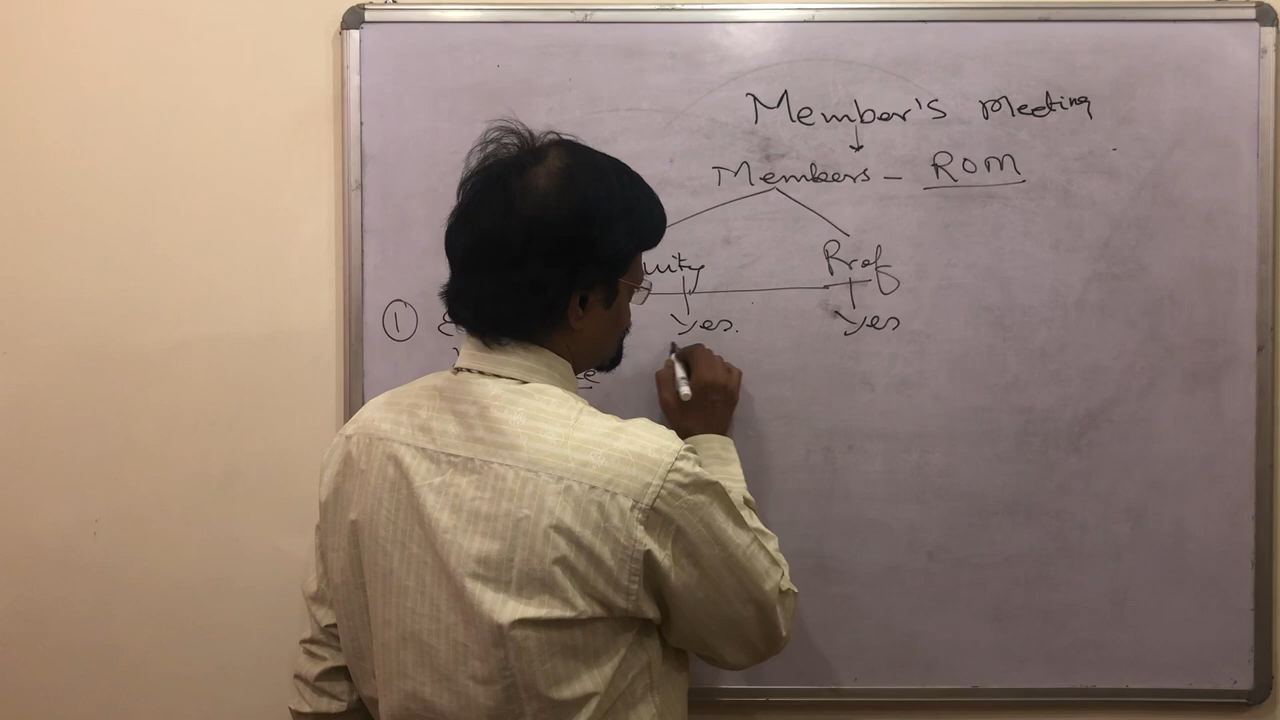 Member's Meeting
Members - ROM
uity Pref
① Yes. Yes